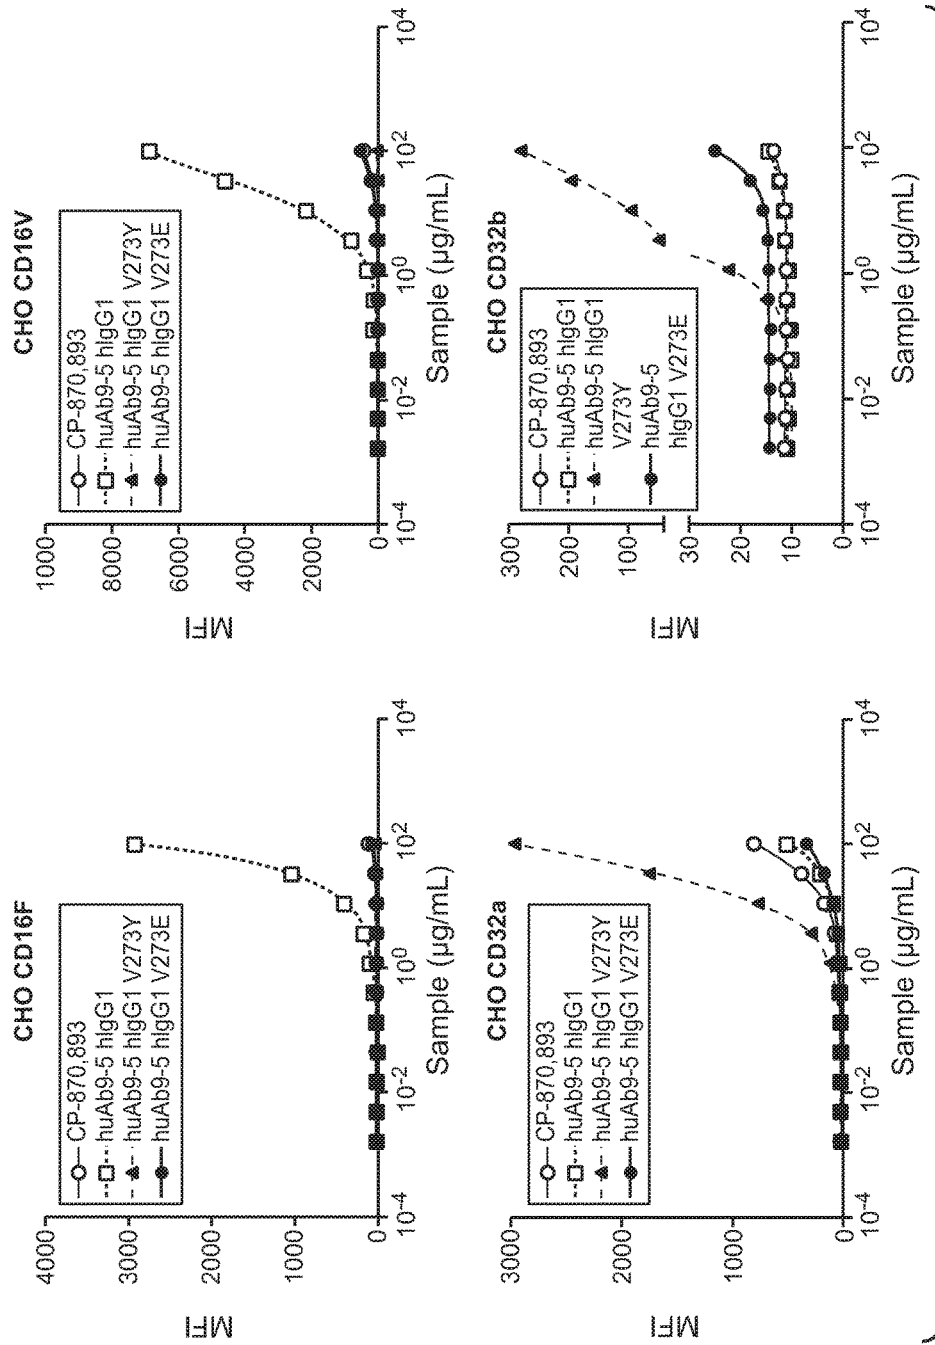 CHO CD16F
MFI
4000
3000
2000
1000
0
CP-870,893
huAb9-5 hIgG1
huAb9-5 hIgG1 V273Y
huAb9-5 hIgG1 V273E
10-4
10-2
100
102
104
Sample (µg/mL)
CHO CD16V
MFI
1000
8000
6000
4000
2000
0
CP-870,893
huAb9-5 hIgG1
huAb9-5 hIgG1 V273Y
huAb9-5 hIgG1 V273E
10-4
10-2
100
102
104
Sample (µg/mL)
CHO CD32a
MFI
3000
2000
1000
0
CP-870,893
huAb9-5 hIgG1
huAb9-5 hIgG1 V273Y
huAb9-5 hIgG1 V273E
10-4
10-2
100
102
104
Sample (µg/mL)
CHO CD32b
MFI
300
200
100
30
20
10
0
CP-870,893
huAb9-5 hIgG1
huAb9-5 hIgG1
V273Y
huAb9-5
hIgG1 V273E
10-4
10-2
100
102
104
Sample (µg/mL)